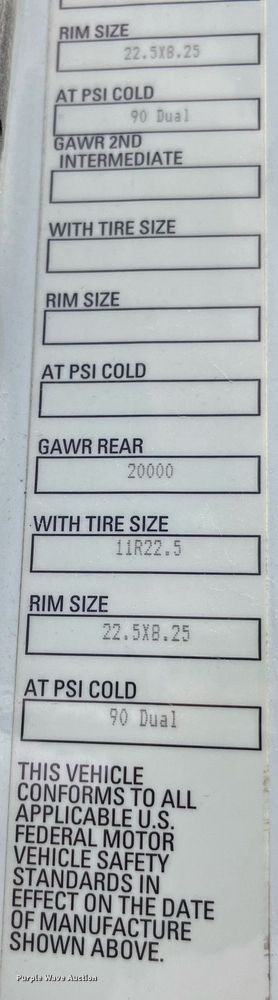 RIM SIZE
22.5X8.25
AT PSI COLD
90 Dual
GAWR 2ND
INTERMEDIATE
WITH TIRE SIZE
RIM SIZE
AT PSI COLD
GAWR REAR
20000
WITH TIRE SIZE
11R22.5
RIM SIZE
22.5X8.25
AT PSI COLD
90 Dual
THIS VEHICLE
CONFORMS TO ALL
APPLICABLE U.S.
FEDERAL MOTOR
VEHICLE SAFETY
STANDARDS IN
EFFECT ON THE DATE
OF MANUFACTURE
SHOWN ABOVE.
Purple Wave Auction